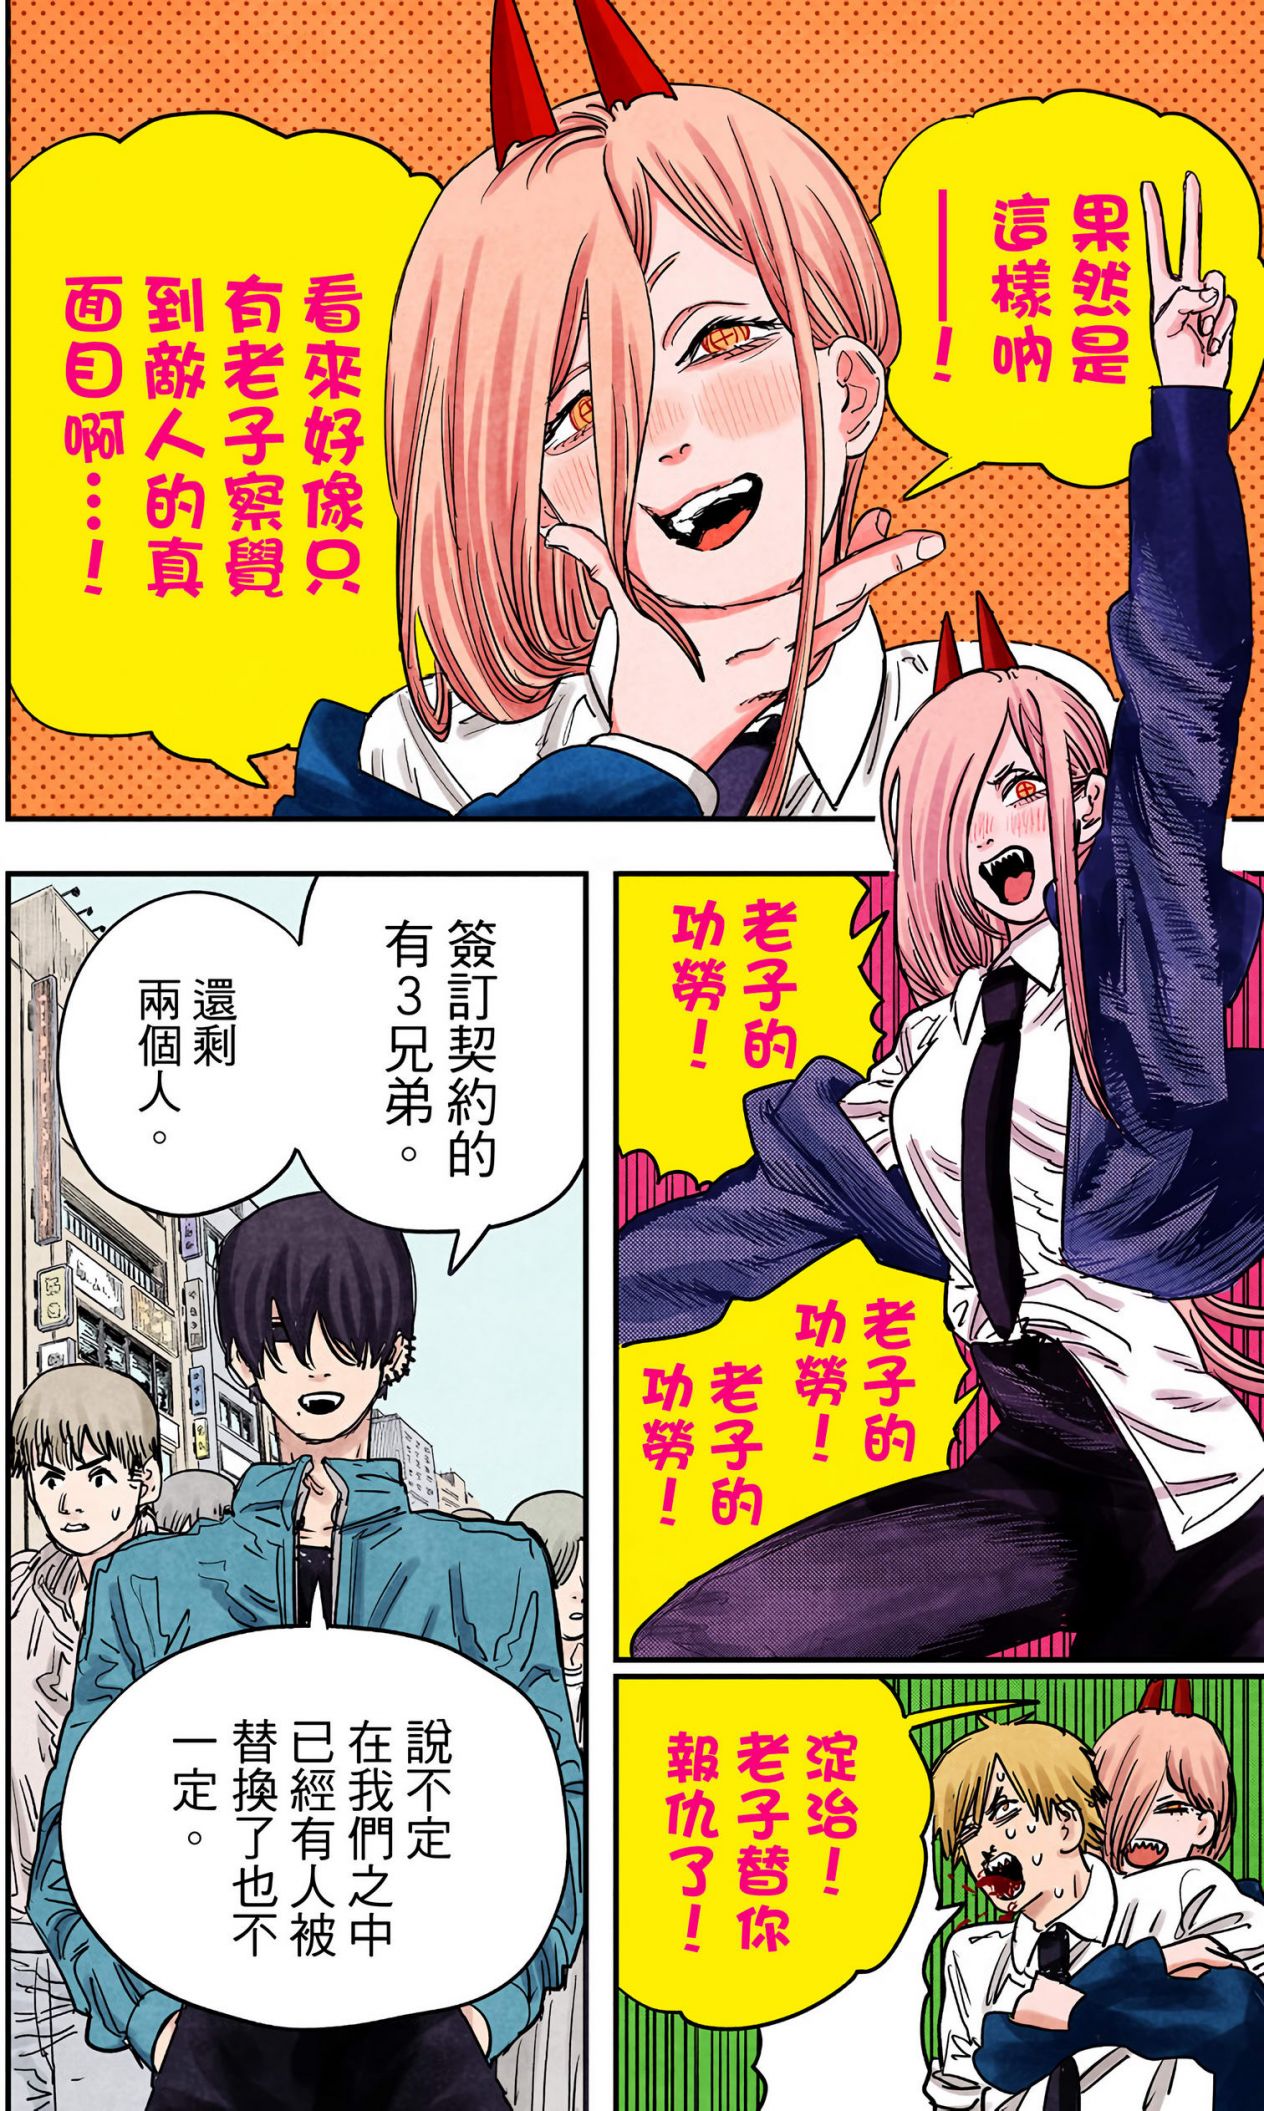 果然是
這樣吶
——！
看來好像只
有老子察覺
到敵人的真
面目啊…！
老子的
功勞！
老子的
功勞！
老子的
功勞！
淀治！
老子替你
報仇了！
簽訂契約的
有3兄弟。
還剩
兩個人。
說不定
在我們之中
已經有人被
替換了也不
一定。